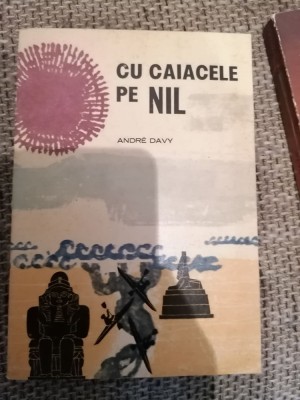 CU CAIACELE
PE NIL
ANDRÉ DAVY